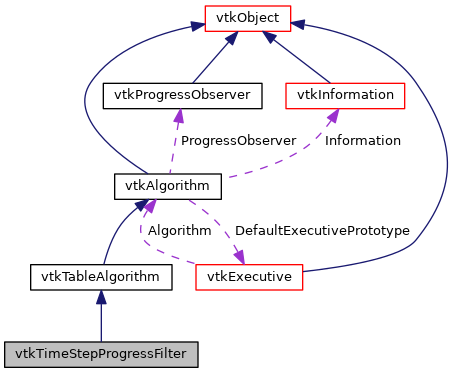 vtkObject
vtkProgressObserver
vtkInformation
ProgressObserver
Information
vtkAlgorithm
Algorithm
DefaultExecutivePrototype
vtkTableAlgorithm
vtkExecutive
vtkTimeStepProgressFilter